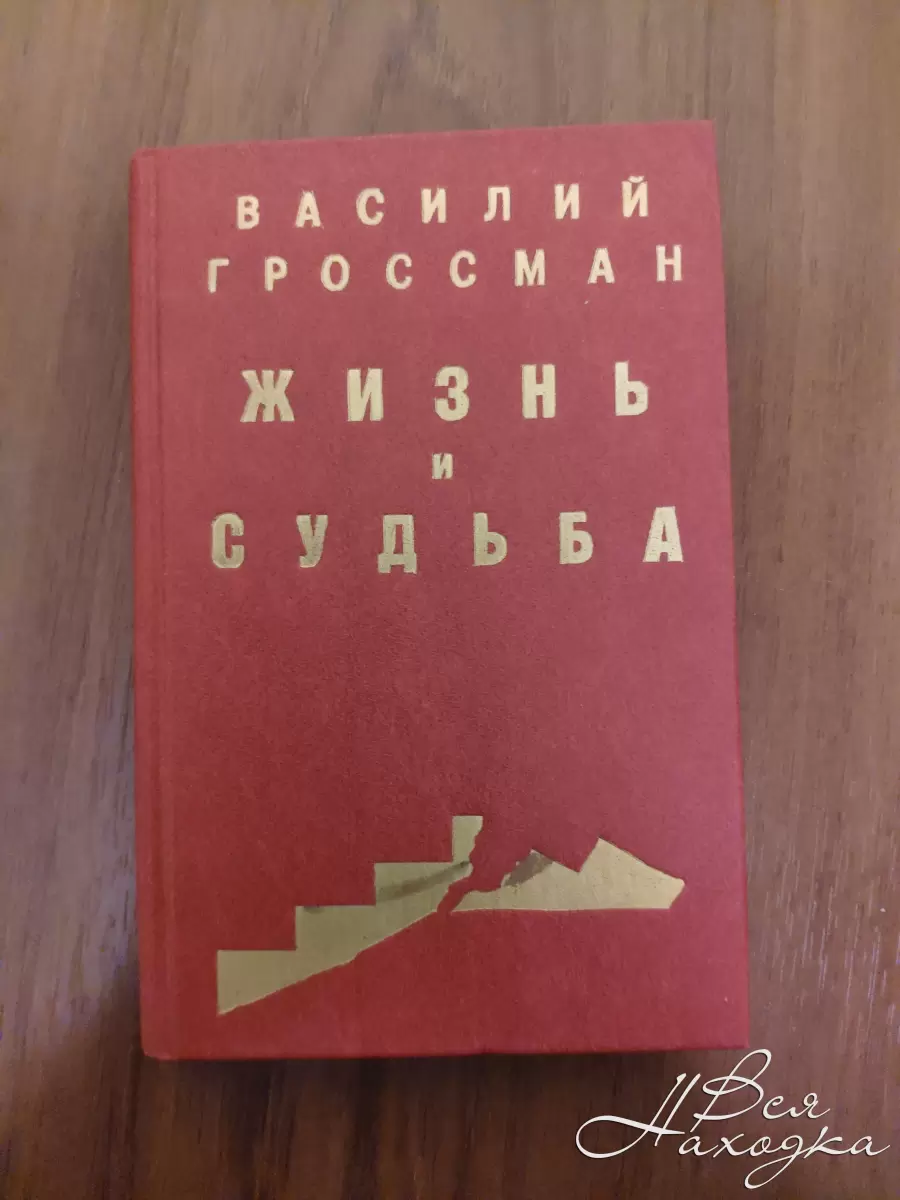 ВАСИЛИЙ
ГРОССМАН
ЖИЗНЬ
и
СУДЬБА
Вся
Находка